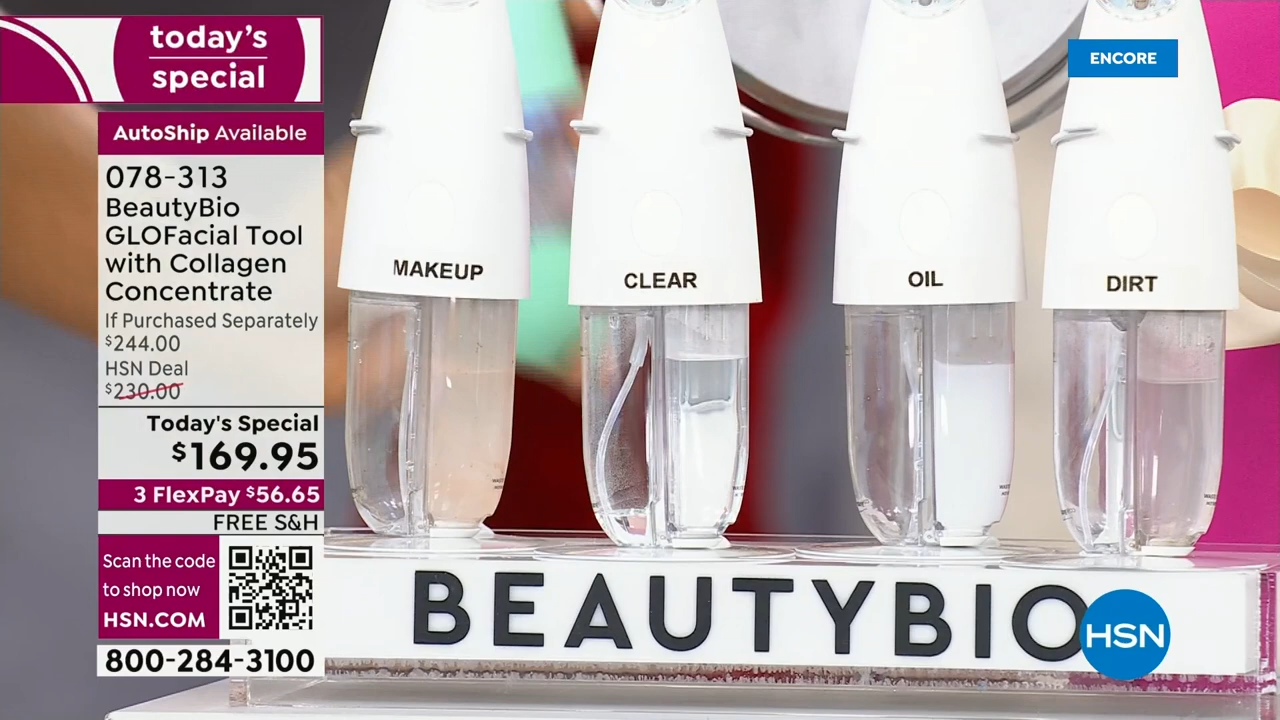 today's
special
AutoShip Available
078-313
BeautyBio
GLOFacial Tool
with Collagen
Concentrate
If Purchased Separately
$244.00
HSN Deal
$230.00
Today's Special
$169.95
3 FlexPay $56.65
FREE S&H
Scan the code
to shop now
HSN.COM
800-284-3100
ENCORE
MAKEUP
CLEAR
OIL
DIRT
BEAUTYBIO
HSN